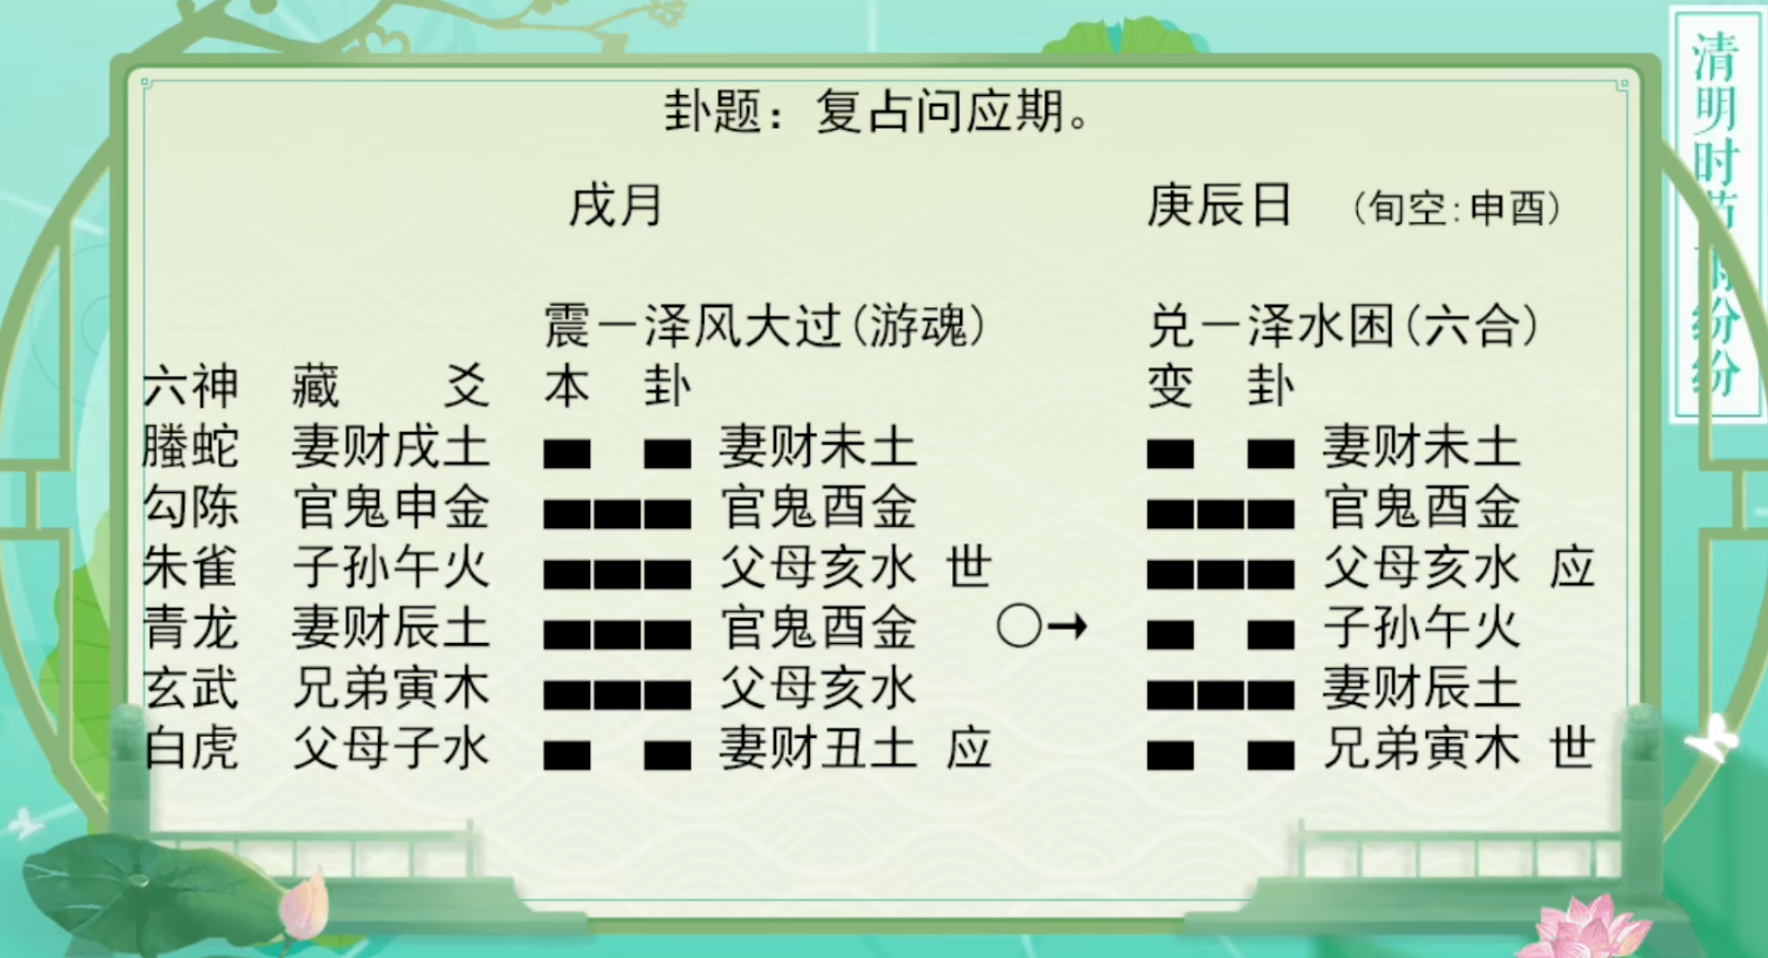 卦题：复占问应期。
戌月 庚辰日 （旬空:申酉）
震－泽风大过(游魂) 兑－泽水困(六合)
六神 藏 爻 本 卦 变 卦
螣蛇 妻财戌土 妻财未土 妻财未土
勾陈 官鬼申金 官鬼酉金 官鬼酉金
朱雀 子孙午火 父母亥水 世 父母亥水 应
青龙 妻财辰土 官鬼酉金 ○→ 子孙午火
玄武 兄弟寅木 父母亥水 妻财辰土
白虎 父母子水 妻财丑土 应 兄弟寅木 世
清明时节雨纷纷